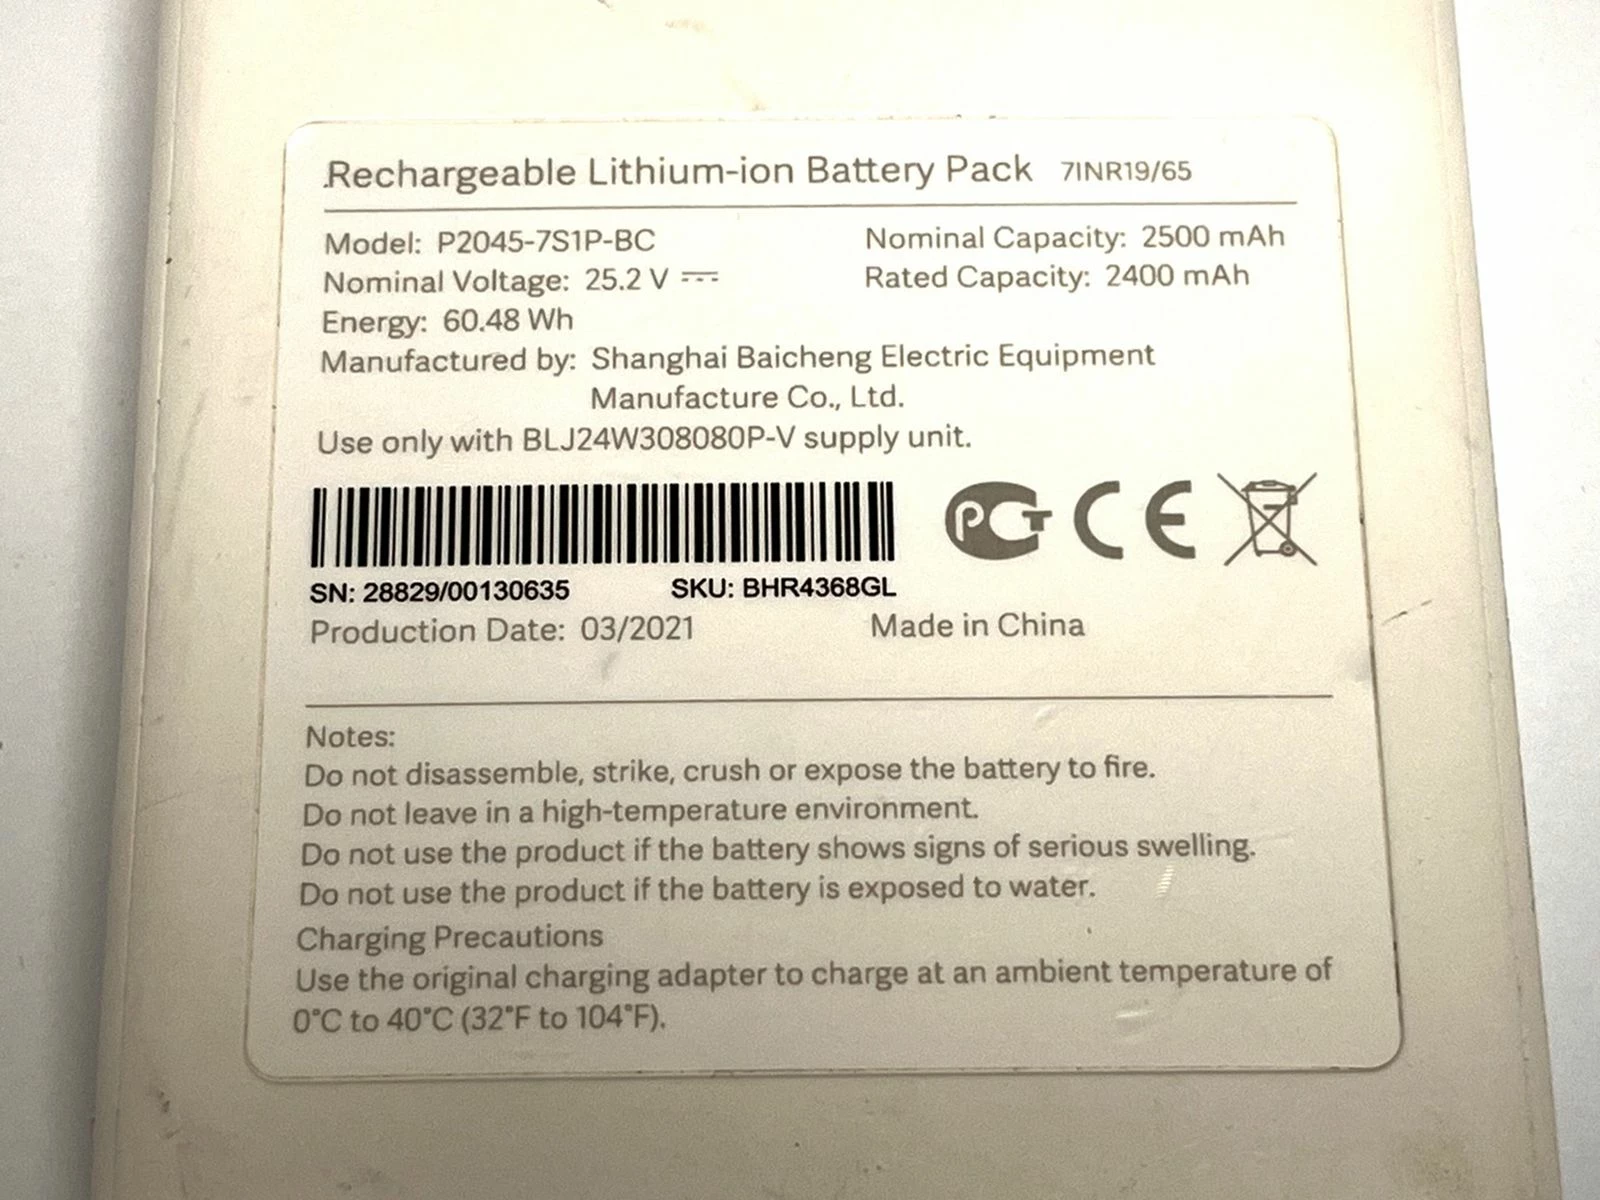 Rechargeable Lithium-ion Battery Pack 7INR19/65
Model: P2045-7S1P-BC Nominal Capacity: 2500 mAh
Nominal Voltage: 25.2 V Rated Capacity: 2400 mAh
Energy: 60.48 Wh
Manufactured by: Shanghai Baicheng Electric Equipment
Manufacture Co., Ltd.
Use only with BLJ24W308080P-V supply unit.
PCT CE
SN: 28829/00130635 SKU: BHR4368GL
Production Date: 03/2021 Made in China
Notes:
Do not disassemble, strike, crush or expose the battery to fire.
Do not leave in a high-temperature environment.
Do not use the product if the battery shows signs of serious swelling.
Do not use the product if the battery is exposed to water.
Charging Precautions
Use the original charging adapter to charge at an ambient temperature of
0°C to 40°C (32°F to 104°F).